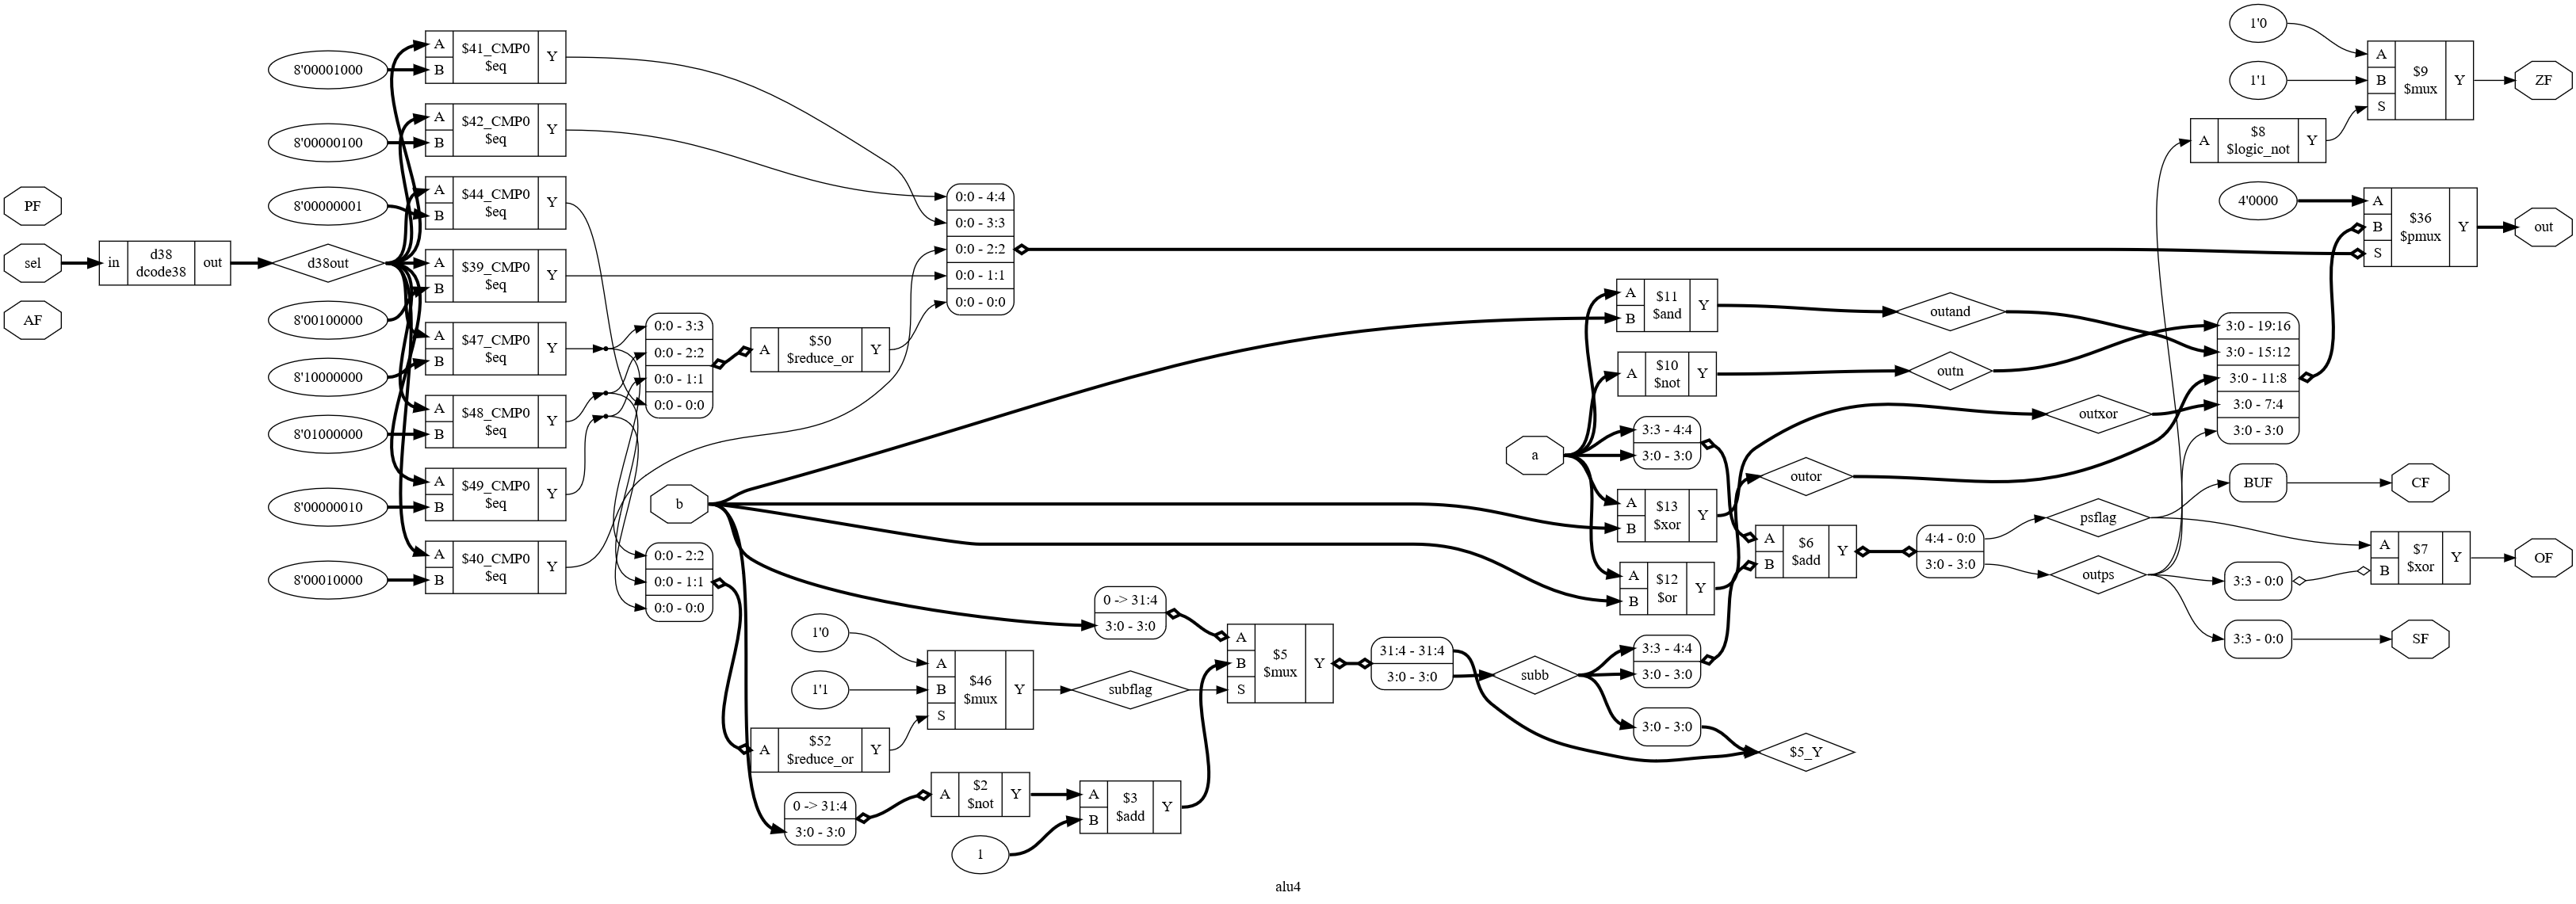 PF
sel
AF
in
d38
dcode38
out
d38out
8'00001000
8'00000100
8'00000001
8'00100000
8'10000000
8'01000000
8'00000010
8'00010000
A
B
$41_CMP0
$eq
Y
A
B
$42_CMP0
$eq
Y
A
B
$44_CMP0
$eq
Y
A
B
$39_CMP0
$eq
Y
A
B
$47_CMP0
$eq
Y
A
B
$48_CMP0
$eq
Y
A
B
$49_CMP0
$eq
Y
A
B
$40_CMP0
$eq
Y
0:0 - 3:3
0:0 - 2:2
0:0 - 1:1
0:0 - 0:0
A
$50
$reduce_or
Y
0:0 - 4:4
0:0 - 3:3
0:0 - 2:2
0:0 - 1:1
0:0 - 0:0
b
0:0 - 2:2
0:0 - 1:1
0:0 - 0:0
A
$52
$reduce_or
Y
1'0
1'1
A
B
S
$46
$mux
Y
subflag
0 -> 31:4
3:0 - 3:0
A
$2
$not
Y
1
A
B
$3
$add
Y
0 -> 31:4
3:0 - 3:0
A
B
S
$5
$mux
Y
31:4 - 31:4
3:0 - 3:0
subb
a
A
B
$11
$and
Y
A
$10
$not
Y
3:3 - 4:4
3:0 - 3:0
A
B
$13
$xor
Y
A
B
$12
$or
Y
3:3 - 4:4
3:0 - 3:0
3:0 - 3:0
$5_Y
outand
outn
outxor
outor
A
B
$6
$add
Y
4:4 - 0:0
3:0 - 3:0
psflag
outps
1'0
1'1
A
B
S
$9
$mux
Y
ZF
A
$8
$logic_not
Y
4'0000
A
B
S
$36
$pmux
Y
out
3:0 - 19:16
3:0 - 15:12
3:0 - 11:8
3:0 - 7:4
3:0 - 3:0
BUF
CF
3:3 - 0:0
A
B
$7
$xor
Y
OF
3:3 - 0:0
SF
alu4